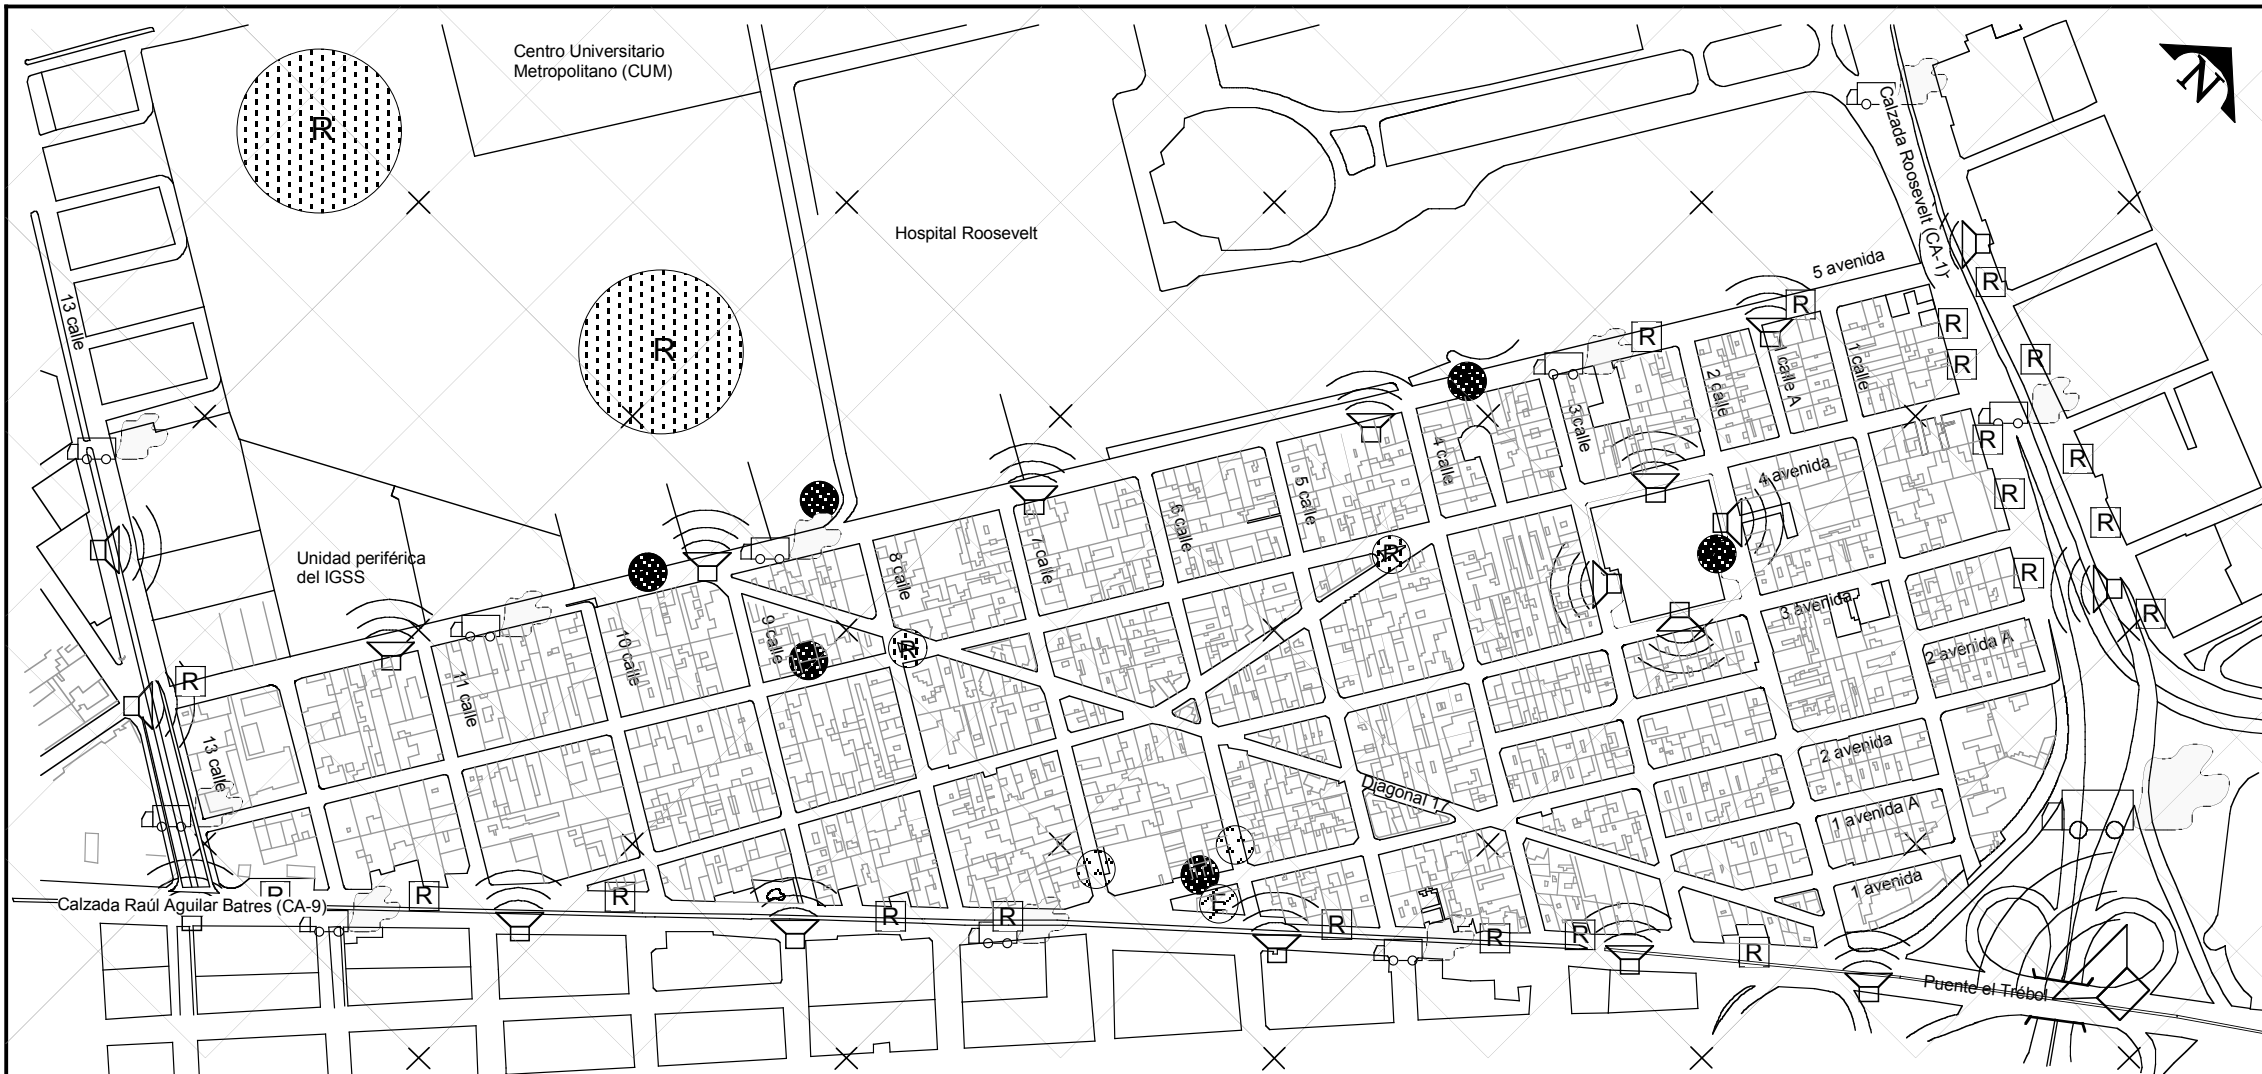 Centro Universitario
Metropolitano (CUM)
N
R
Calzada Roosevelt (CA-1)
Hospital Roosevelt
5 avenida
R
R
13 calle
R
R
R
1 calle
1 calle A
2 calle
R
R
R
3 calle
4 calle
R
R
4 avenida
5 calle
R
6 calle
R
R
7 calle
8 calle
Unidad periférica
del IGSS
R
3 avenida
R
9 calle
10 calle
R
2 avenida A
R
11 calle
13 calle
2 avenida
Diagonal 17
1 avenida A
1 avenida
R
R
R
R
R
R
F
R
R
R
Calzada Raúl Aguilar Batres (CA-9)
Puente el Trébol